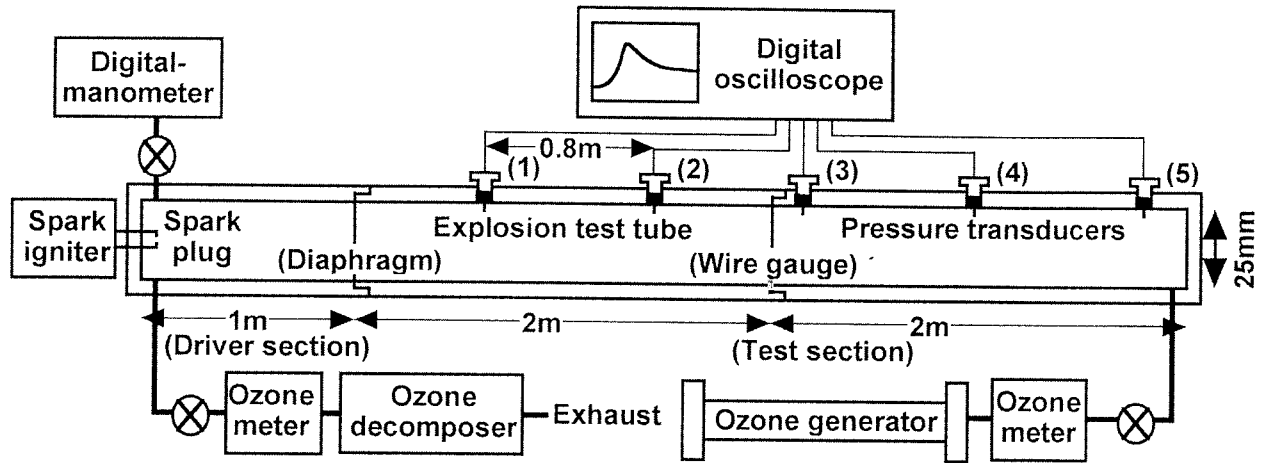 Digital-
manometer
Digital
oscilloscope
0.8m
(1)
(2)
(3)
(4)
(5)
Spark
igniter
Spark
plug
Explosion test tube
Pressure transducers
(Diaphragm)
(Wire gauge)
25mm
1m
2m
2m
(Driver section)
(Test section)
Ozone
meter
Ozone
decomposer
Exhaust
Ozone generator
Ozone
meter